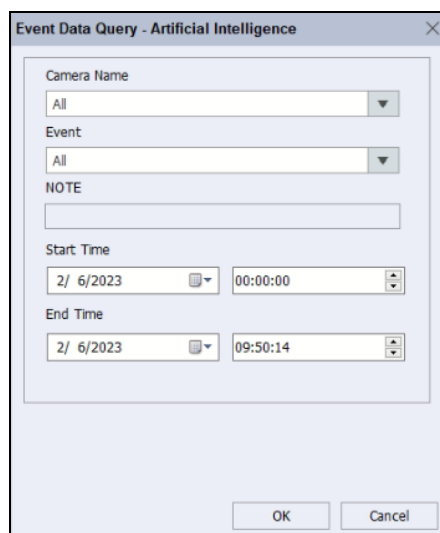 Event Data Query - Artificial Intelligence
Camera Name
All
Event
All
NOTE
Start Time
2/ 6/2023 00:00:00
End Time
2/ 6/2023 09:50:14
OK Cancel